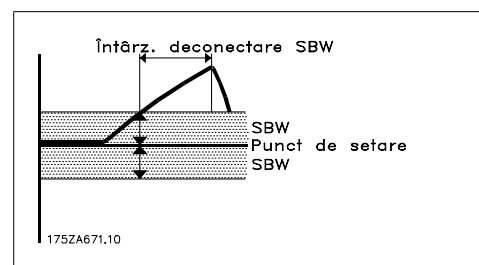 Întârz. deconectare SBW
SBW
Punct de setare
SBW
175ZA671.10